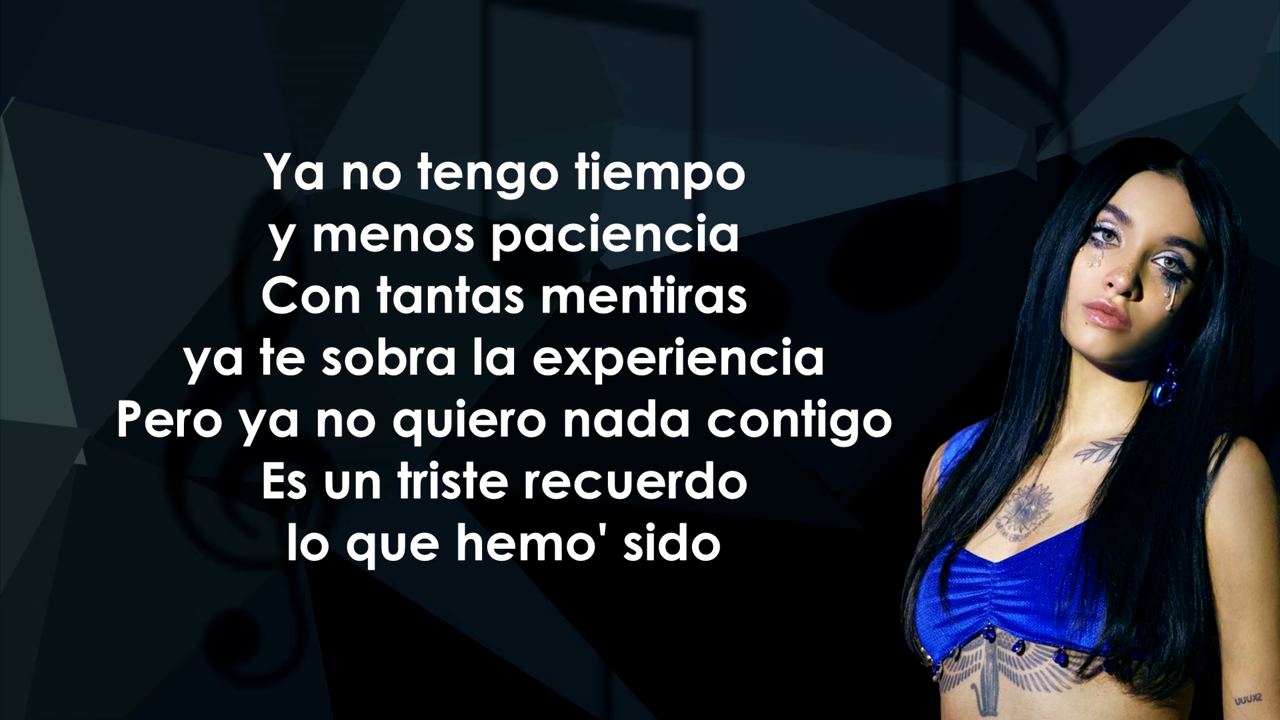 Ya no tengo tiempo
y menos paciencia
Con tantas mentiras
ya te sobra la experiencia
Pero ya no quiero nada contigo
Es un triste recuerdo
lo que hemo' sido